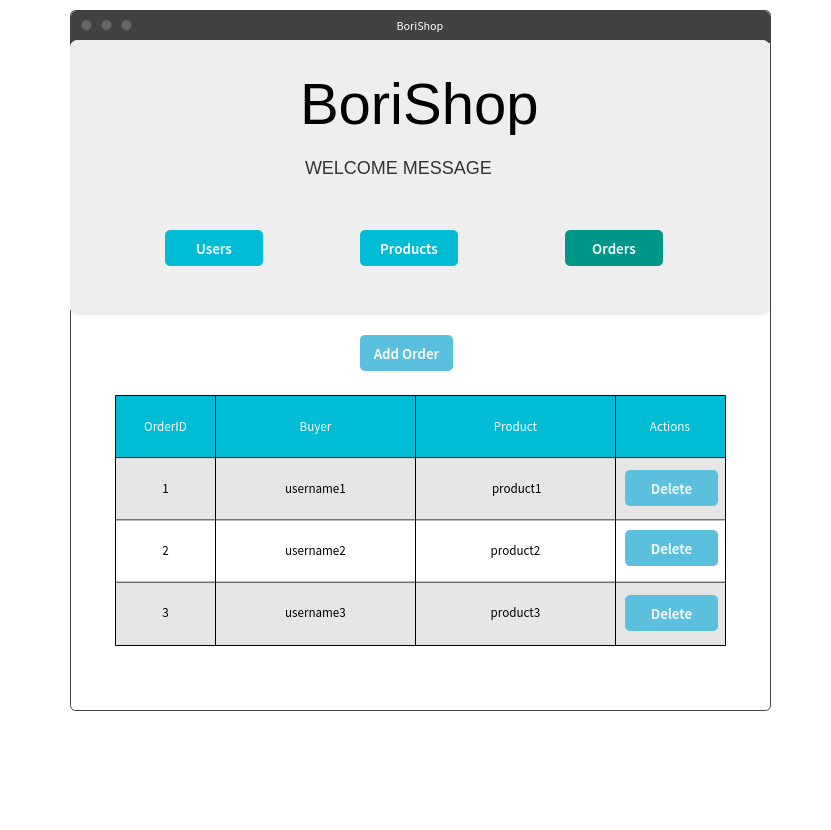 BoriShop
BoriShop
WELCOME MESSAGE
Users Products Orders
Add Order
OrderID Buyer Product Actions
1 username1 product1 Delete
2 username2 product2 Delete
3 username3 product3 Delete